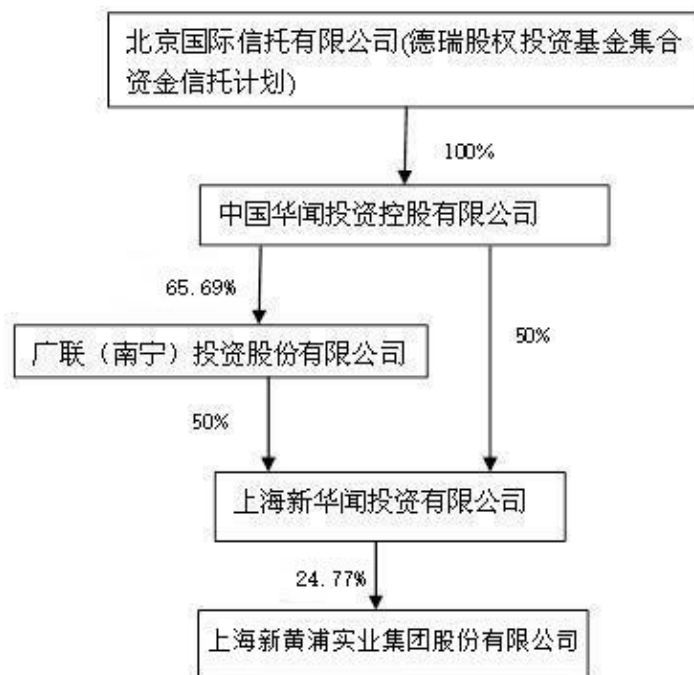 北京国际信托有限公司(德瑞股权投资基金集合
资金信托计划)
100%
中国华闻投资控股有限公司
65.69%
广联（南宁）投资股份有限公司
50%
50%
上海新华闻投资有限公司
24.77%
上海新黄浦实业集团股份有限公司